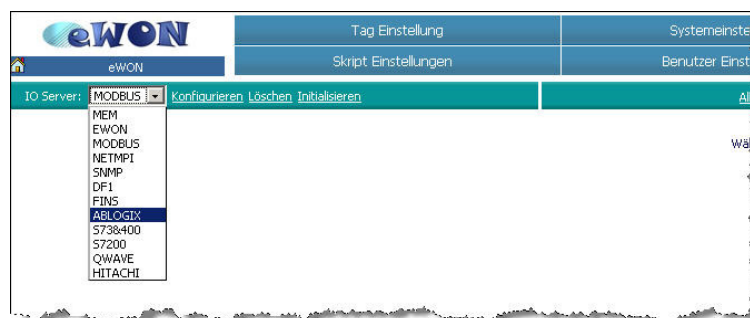 eWON
Tag Einstellung
Systemeinste
eWON
Skript Einstellungen
Benutzer Einst
IO Server: MODBUS Konfigurieren Löschen Initialisieren
Al
MEM
EWON
MODBUS
NETMPI
SNMP
DF1
FINS
ABLOGIX
S73&400
S7200
QWAVE
HITACHI
Wä